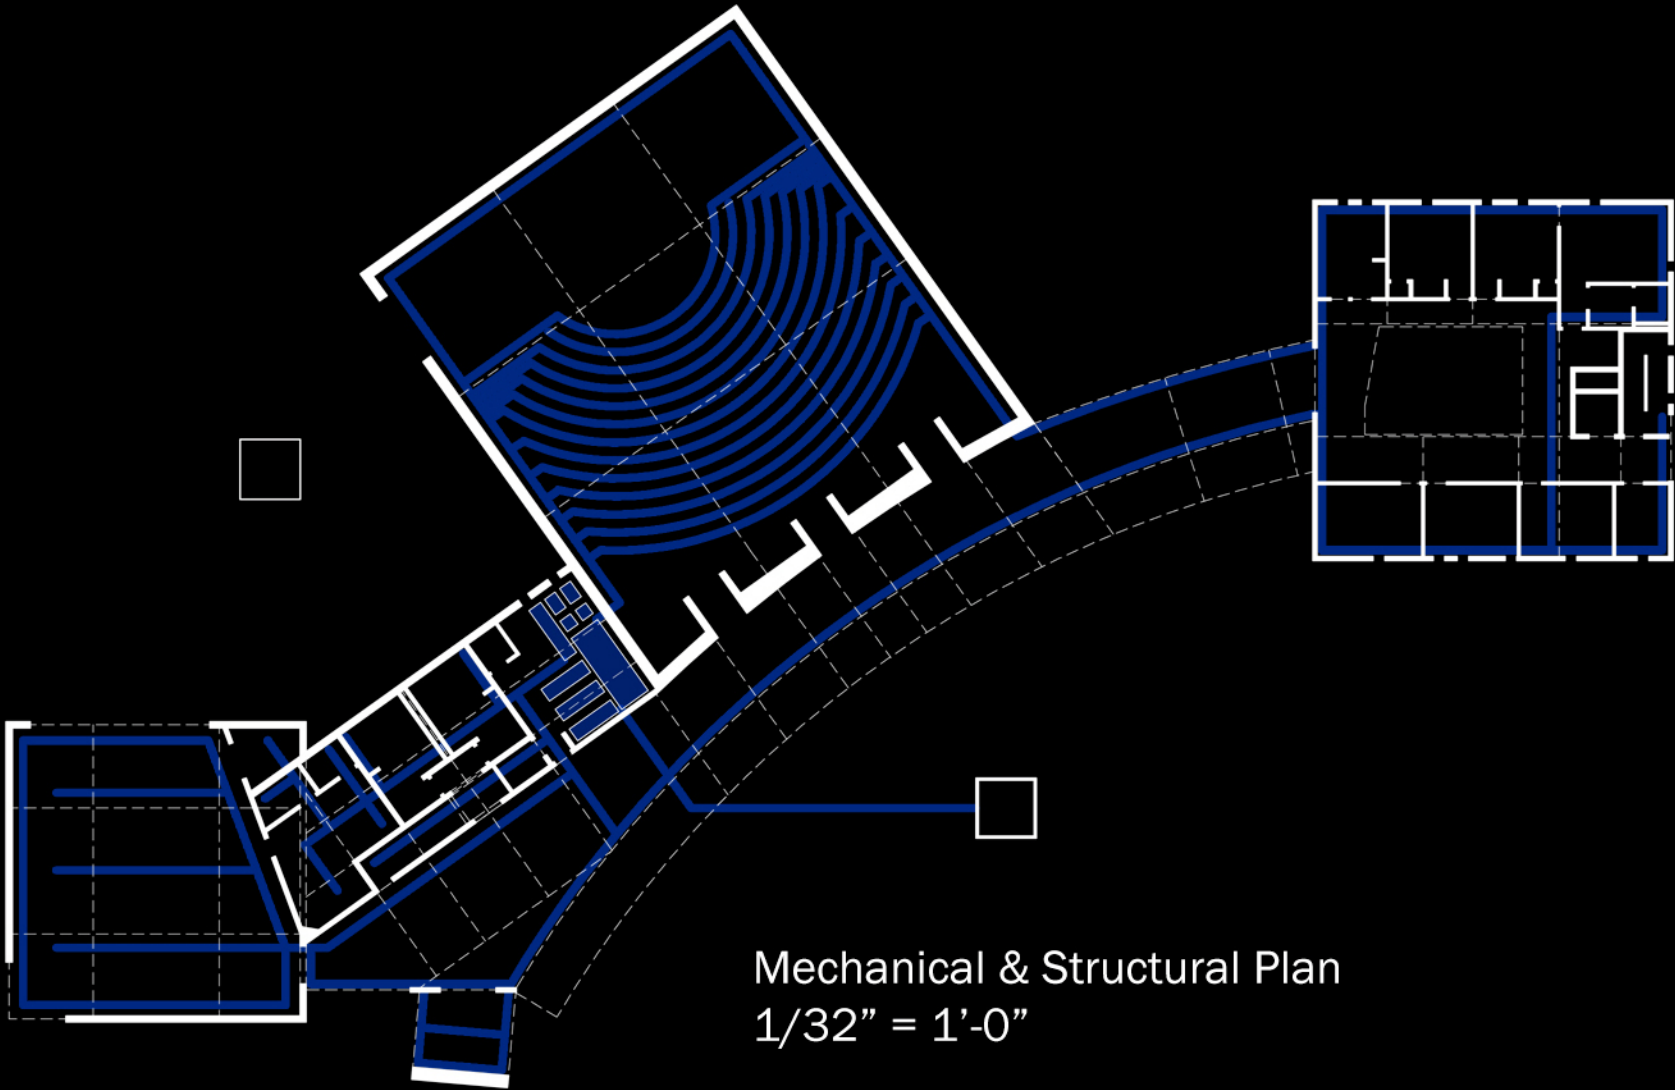 Mechanical & Structural Plan
1/32” = 1’-0”